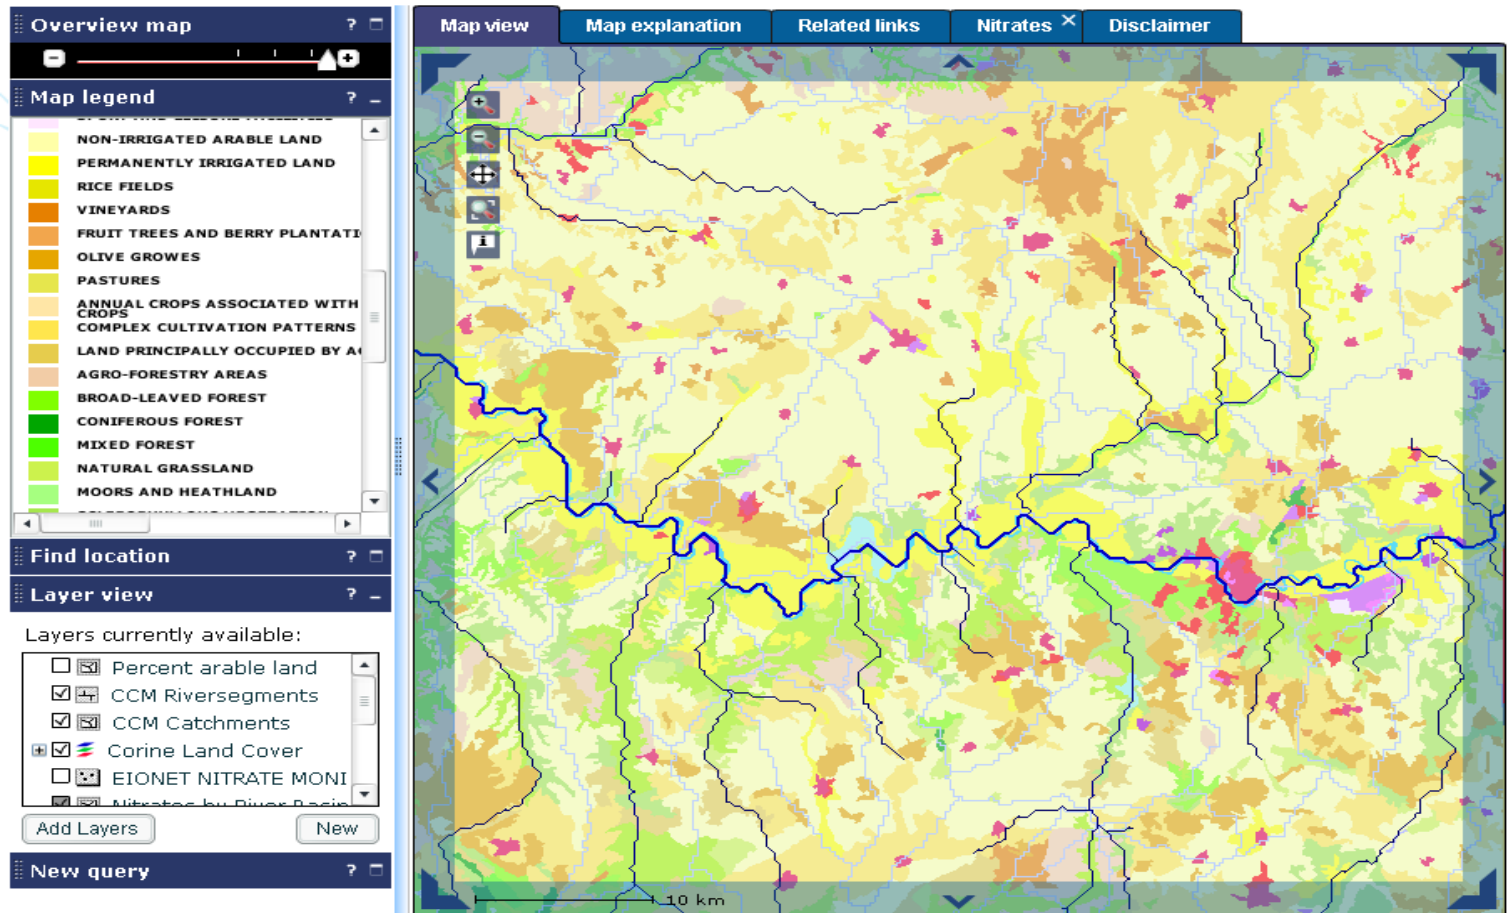 Overview map ?
Map legend ? _
NON-IRRIGATED ARABLE LAND
PERMANENTLY IRRIGATED LAND
RICE FIELDS
VINEYARDS
FRUIT TREES AND BERRY PLANTATI
OLIVE GROWES
PASTURES
ANNUAL CROPS ASSOCIATED WITH
CROPS
COMPLEX CULTIVATION PATTERNS
LAND PRINCIPALLY OCCUPIED BY A
AGRO-FORESTRY AREAS
BROAD-LEAVED FOREST
CONIFEROUS FOREST
MIXED FOREST
NATURAL GRASSLAND
MOORS AND HEATHLAND
Find location ?
Layer view ? _
Layers currently available:
Percent arable land
CCM Riversegments
CCM Catchments
Corine Land Cover
EIONET NITRATE MONI
Nitrates by River Basin
Add Layers New
New query ?
Map view Map explanation Related links Nitrates Disclaimer
10 km